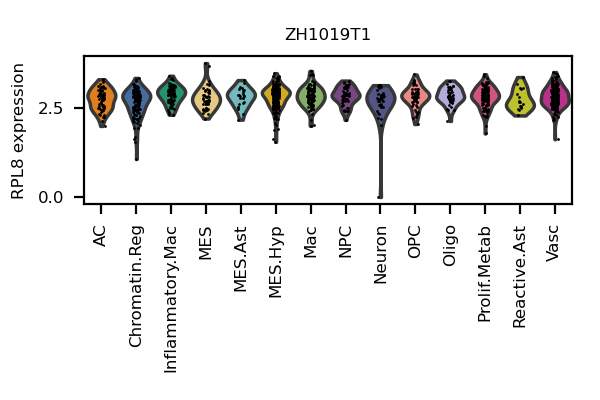 ZH1019T1
RPL8 expression
2.5
0.0
AC
Chromatin.Reg
Inflammatory.Mac
MES
MES.Ast
MES.Hyp
Mac
NPC
Neuron
OPC
Oligo
Prolif.Metab
Reactive.Ast
Vasc